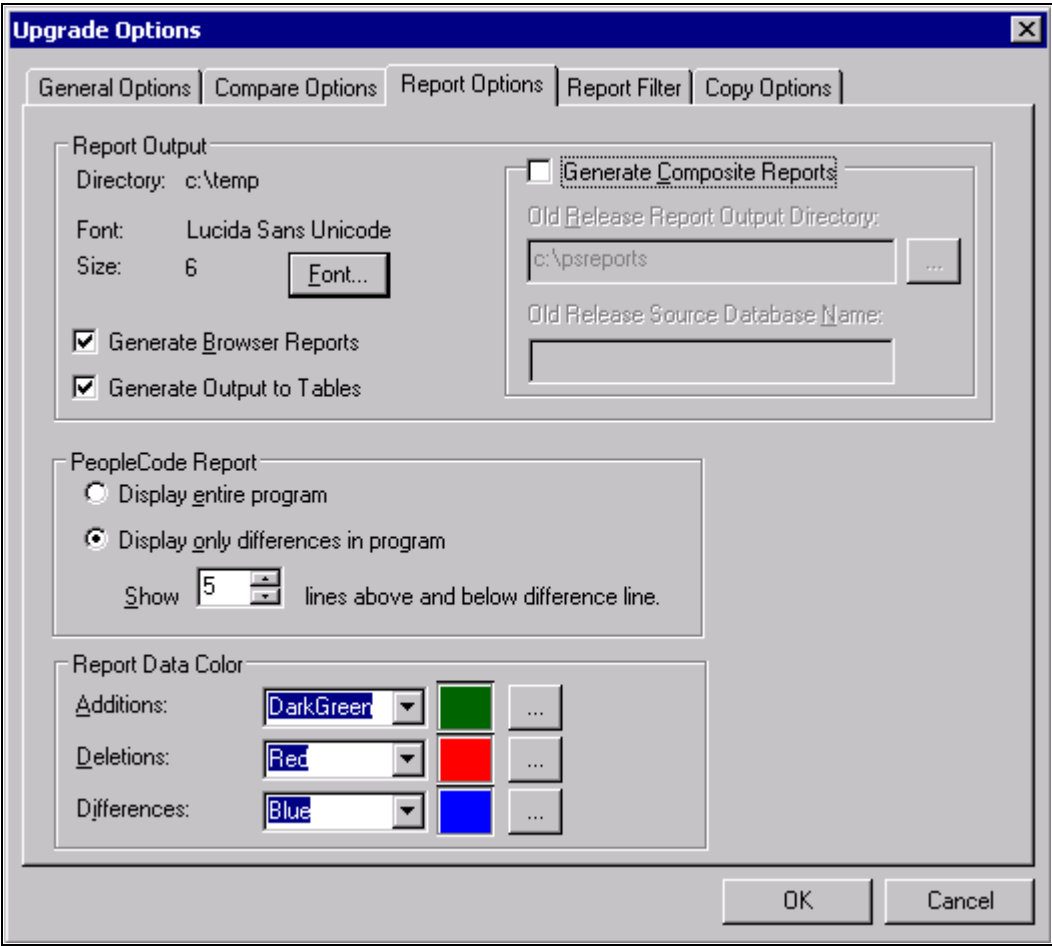 Upgrade Options
General Options
Compare Options
Report Options
Report Filter
Copy Options
Report Output
Directory: c:\temp
Font: Lucida Sans Unicode
Size: 6
Font...
Generate Browser Reports
Generate Output to Tables
Generate Composite Reports
Old Release Report Output Directory:
c:\psreports
...
Old Release Source Database Name:
PeopleCode Report
Display entire program
Display only differences in program
Show 5 lines above and below difference line.
Report Data Color
Additions: DarkGreen ...
Deletions: Red ...
Differences: Blue ...
OK
Cancel